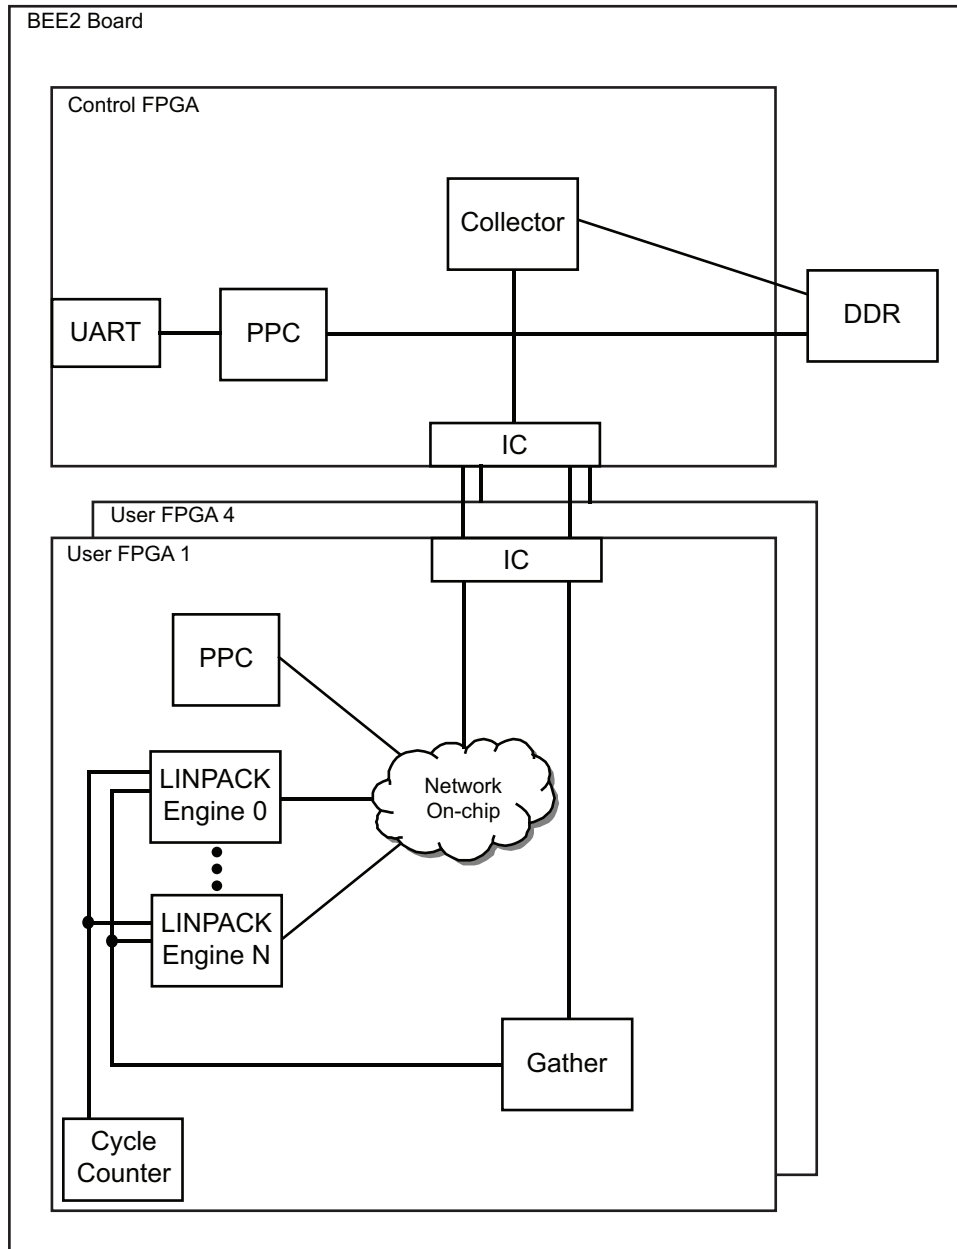 BEE2 Board
Control FPGA
Collector
DDR
UART
PPC
IC
User FPGA 4
User FPGA 1
IC
PPC
LINPACK
Engine 0
Network
On-chip
LINPACK
Engine N
Gather
Cycle
Counter